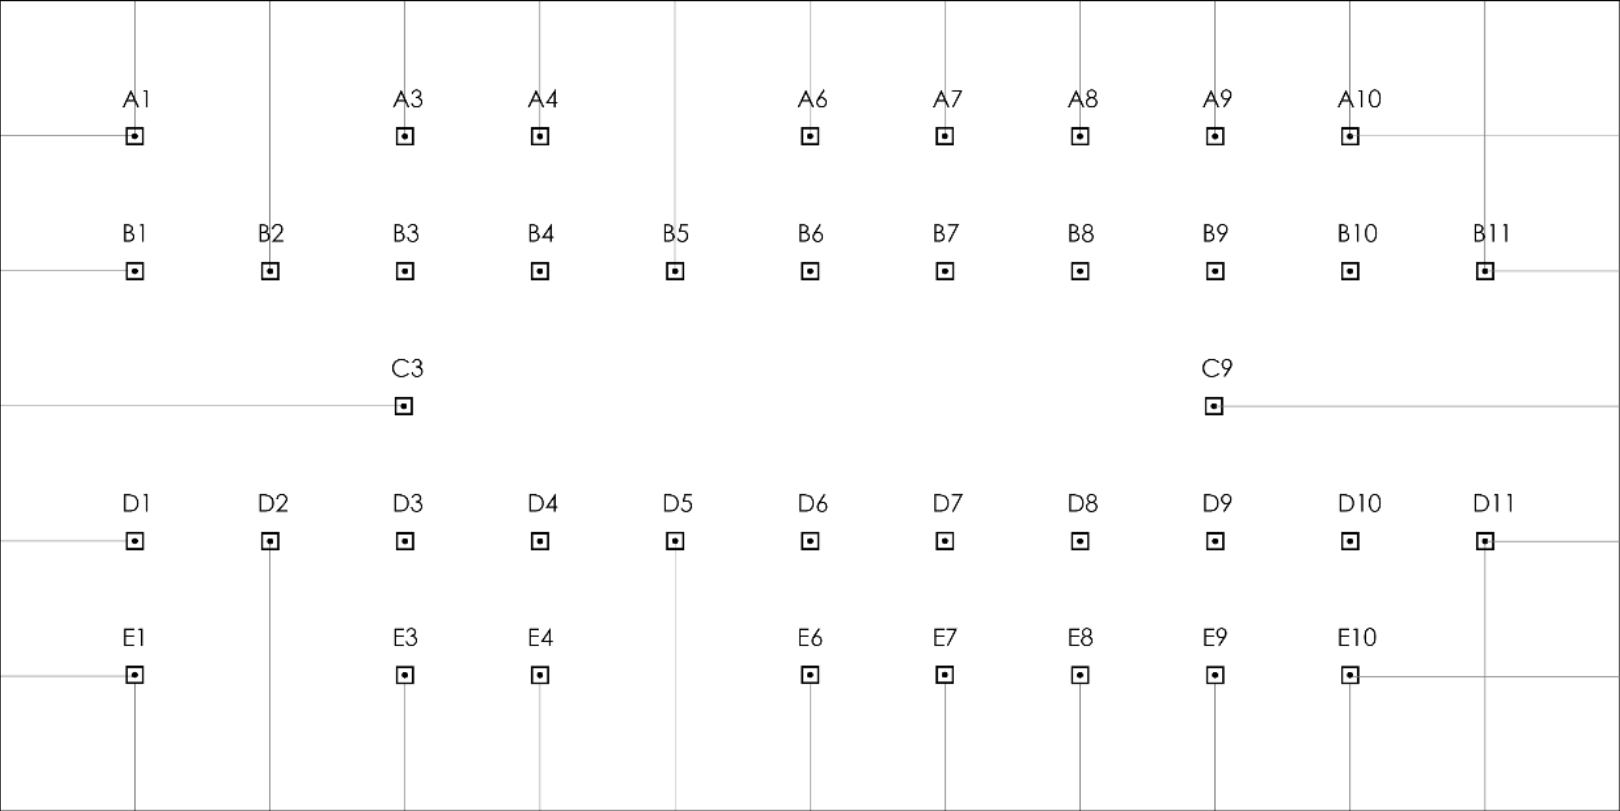 A1 A3 A4 A6 A7 A8 A9 A10
B1 B2 B3 B4 B5 B6 B7 B8 B9 B10 B11
C3 C9
D1 D2 D3 D4 D5 D6 D7 D8 D9 D10 D11
E1 E3 E4 E6 E7 E8 E9 E10